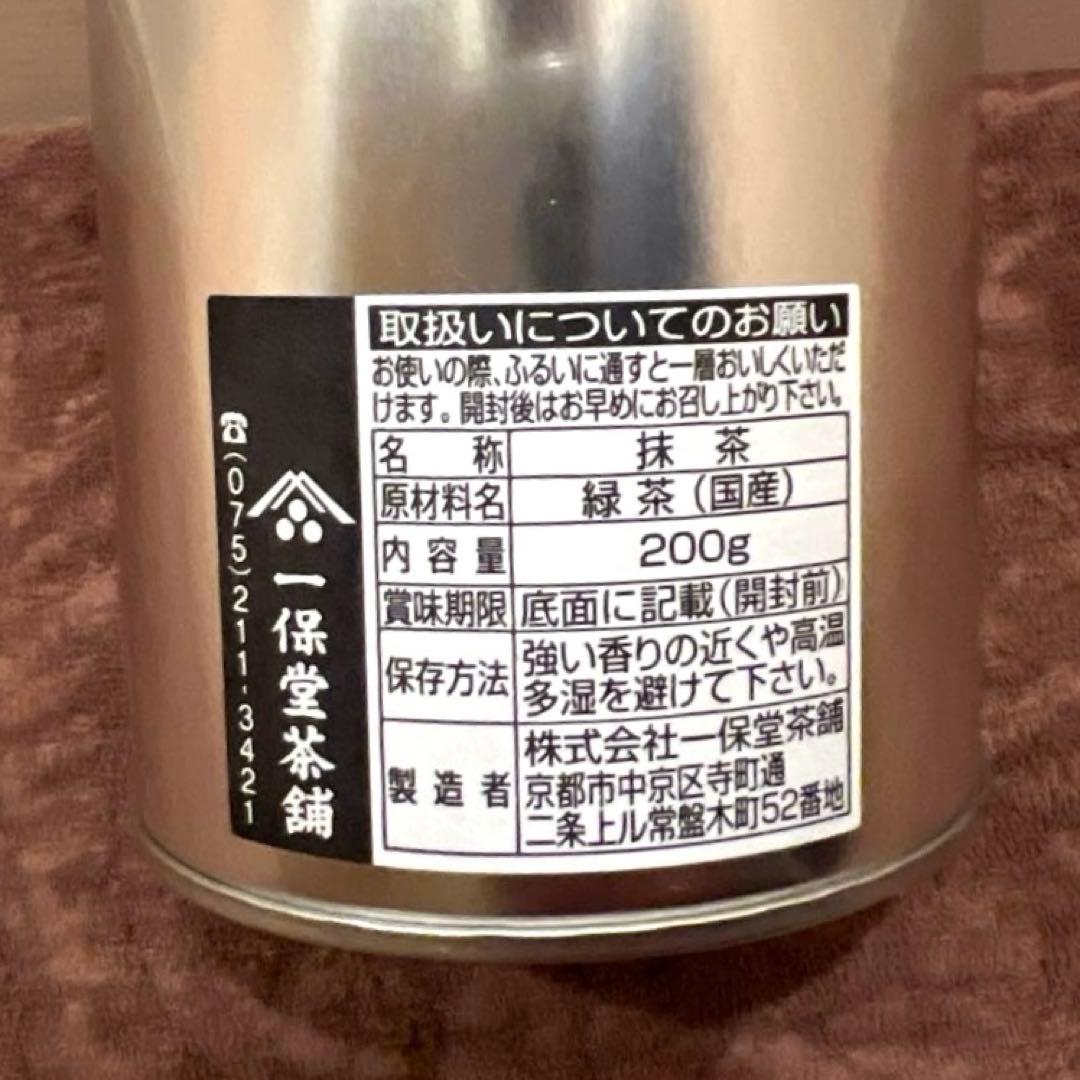 取扱いについてのお願い
お使いの際、ふるいに通すと一層おいしくいただ
けます。開封後はお早めにお召し上がり下さい。
名称 抹茶
原材料名 緑茶(国産)
内容量 200g
賞味期限 底面に記載(開封前)
保存方法 強い香りの近くや高温
多湿を避けて下さい。
製造者 株式会社一保堂茶舗
京都市中京区寺町通
二条上ル常盤木町52番地
一保堂茶舗
☎(075)211-3421